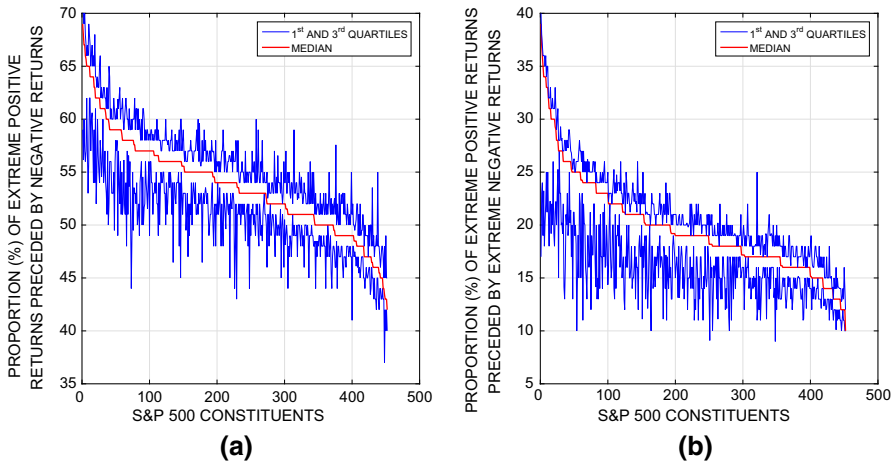 PROPORTION (%) OF EXTREME POSITIVE
RETURNS PRECEDED BY NEGATIVE RETURNS
70
65
60
55
50
45
40
35
0
100
200
300
400
500
S&P 500 CONSTITUENTS
1st AND 3rd QUARTILES
MEDIAN
(a)
PROPORTION (%) OF EXTREME POSITIVE RETURNS
PRECEDED BY EXTREME NEGATIVE RETURNS
40
35
30
25
20
15
10
5
0
100
200
300
400
500
S&P 500 CONSTITUENTS
1st AND 3rd QUARTILES
MEDIAN
(b)